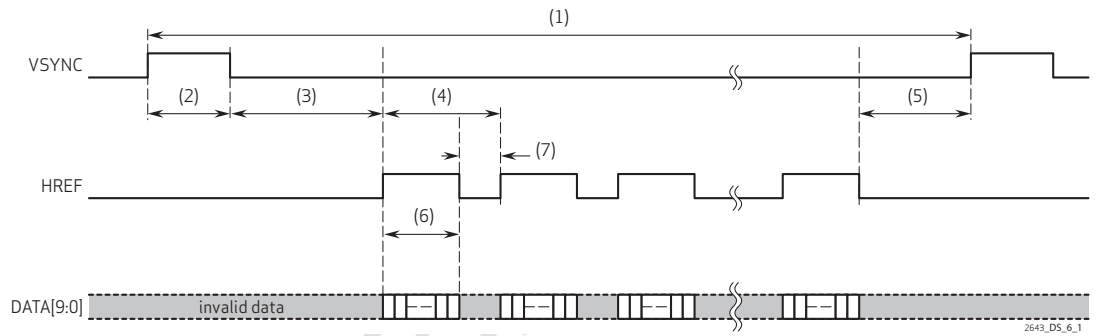 (1)
VSYNC
(2) (3) (4) (5)
(7)
HREF
(6)
DATA[9:0] invalid data
2643_DS_6_1